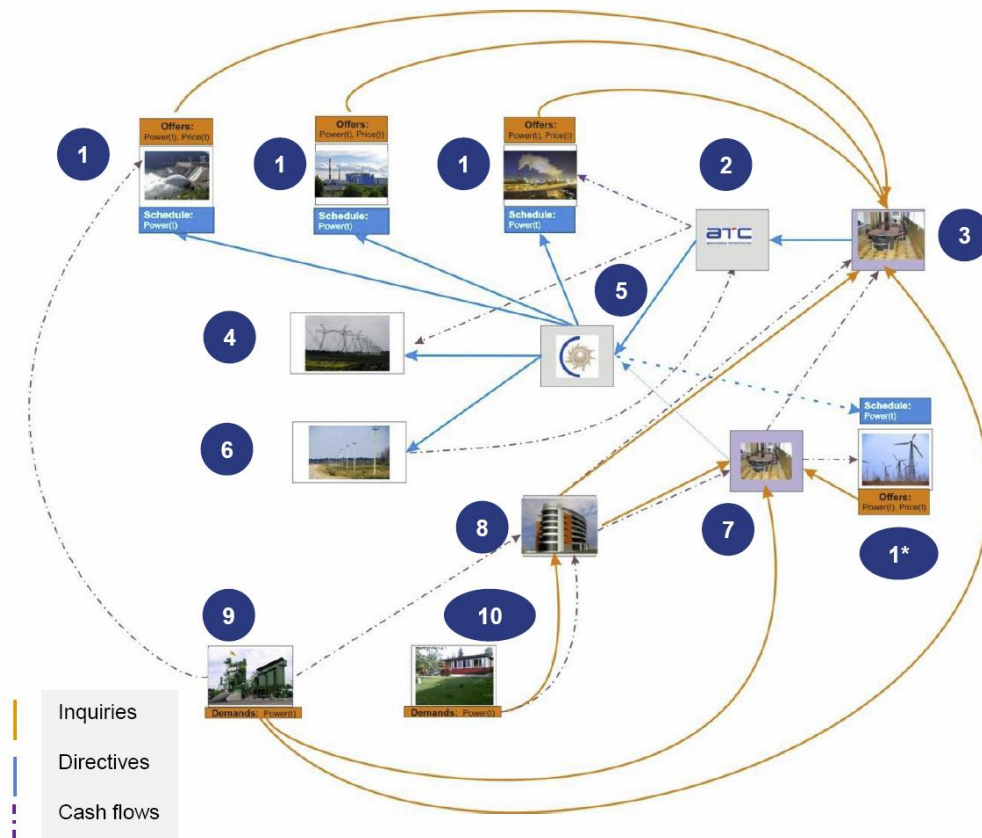 Offers:
Power(t), Price(t)
Offers:
Power(t), Price(t)
Offers:
Power(t), Price(t)
1
1
1
2
3
Schedule:
Power(t)
Schedule:
Power(t)
Schedule:
Power(t)
ATC
5
4
6
Schedule:
Power(t)
Offers:
Power(t), Price(t)
8
7
1*
9
10
Demands: Power(t)
Demands: Power(t)
Inquiries
Directives
Cash flows